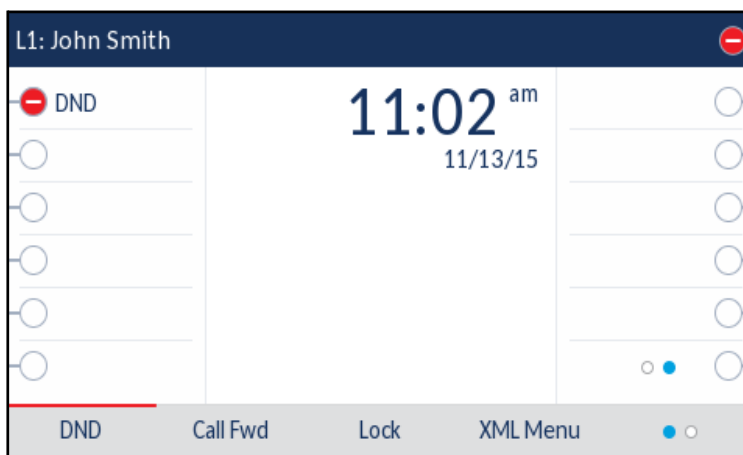 L1: John Smith
DND
11:02 am
11/13/15
DND Call Fwd Lock XML Menu